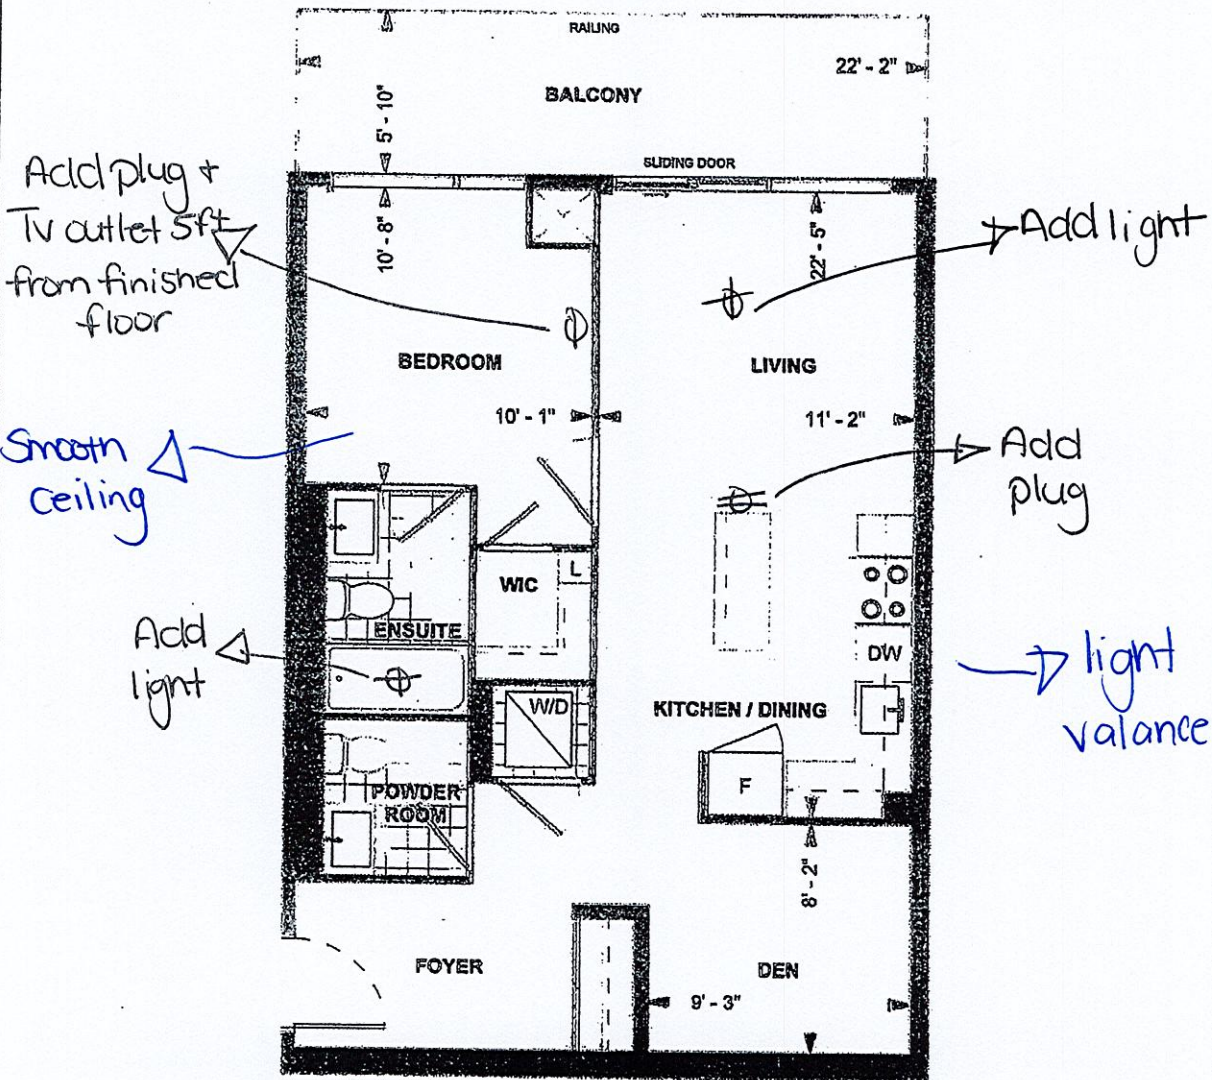 RAILING
22' - 2"
BALCONY
5' - 10"
SLIDING DOOR
Add plug +
TV outlet 5ft
from finished
floor
10' - 8"
22' - 5"
Add light
BEDROOM
LIVING
10' - 1"
11' - 2"
Smooth
ceiling
Add
plug
WIC
L
ENSUITE
Add
light
DW
light
valance
W/D
KITCHEN / DINING
F
POWDER
ROOM
8' - 2"
FOYER
DEN
9' - 3"